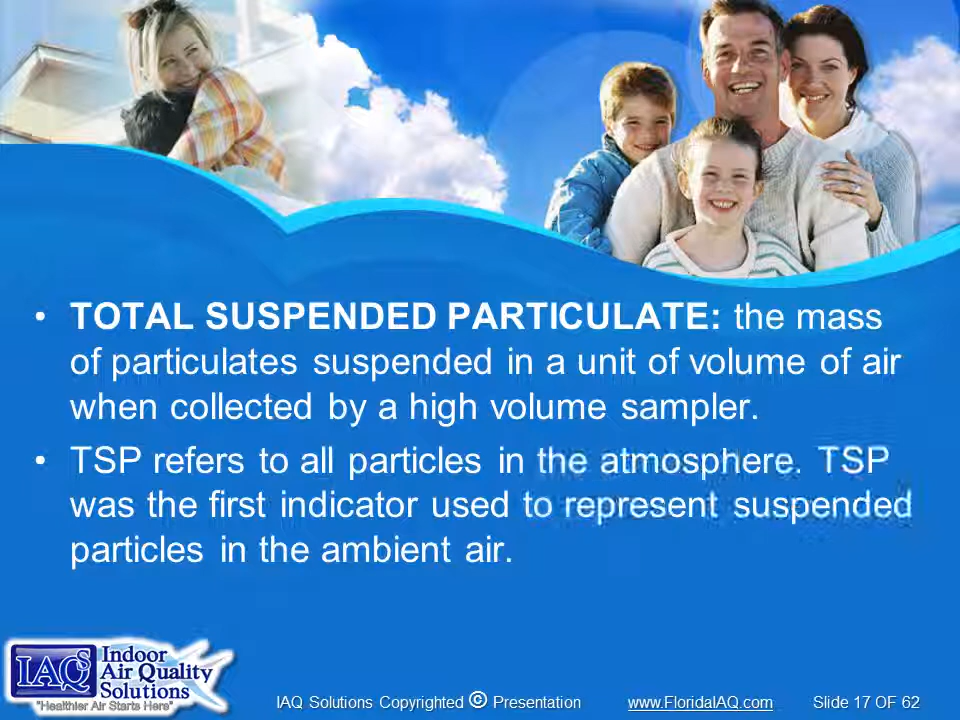 • TOTAL SUSPENDED PARTICULATE: the mass
of particulates suspended in a unit of volume of air
when collected by a high volume sampler.
• TSP refers to all particles in the atmosphere. TSP
was the first indicator used to represent suspended
particles in the ambient air.
IAQS Indoor
Air Quality
Solutions
"Healthier Air Starts Here"
IAQ Solutions Copyrighted © Presentation www.FloridaIAQ.com Slide 17 OF 62